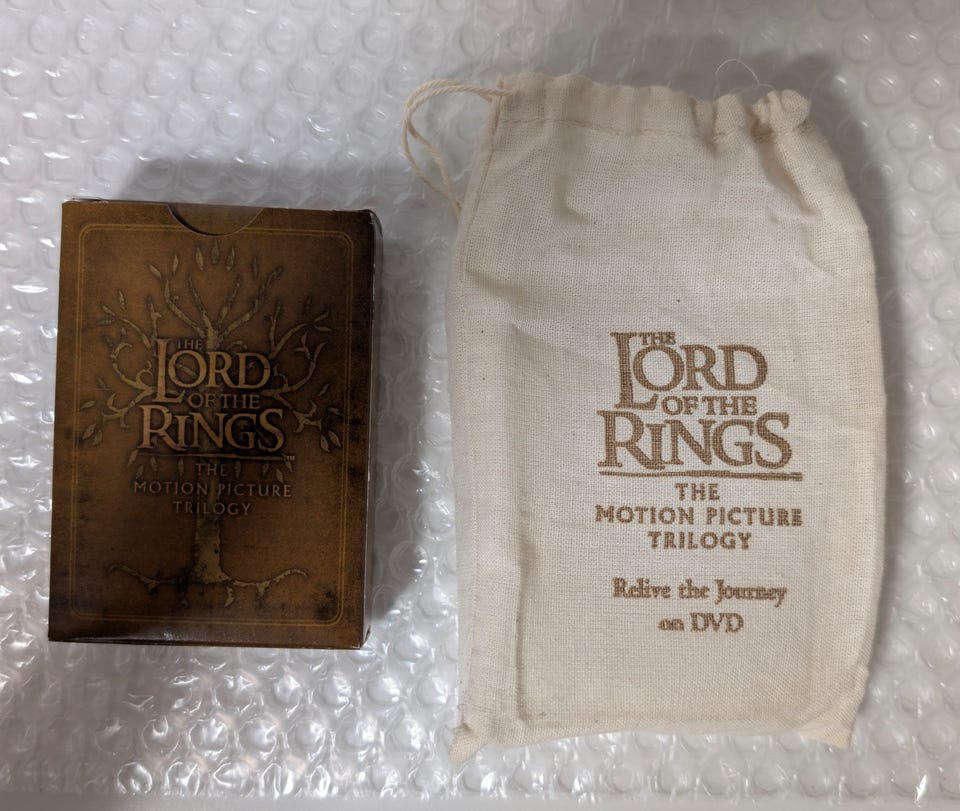 THE
LORD
OF THE
RINGS
THE
MOTION PICTURE
TRILOGY
THE
LORD
OF THE
RINGS
THE
MOTION PICTURE
TRILOGY
Relive the Journey
on DVD